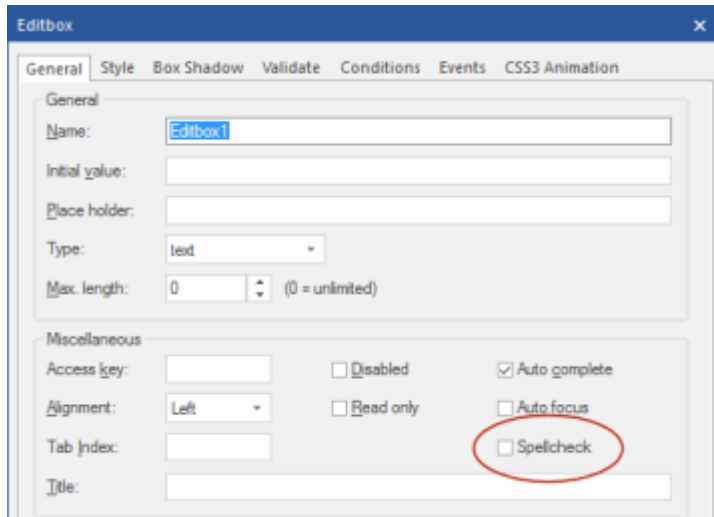 Editbox
General Style Box Shadow Validate Conditions Events CSS3 Animation
General
Name: Editbox1
Initial value:
Place holder:
Type: text
Max. length: 0 (0 = unlimited)
Miscellaneous
Access key: Disabled Auto complete
Alignment: Left Read only Auto focus
Tab Index: Spellcheck
Title: